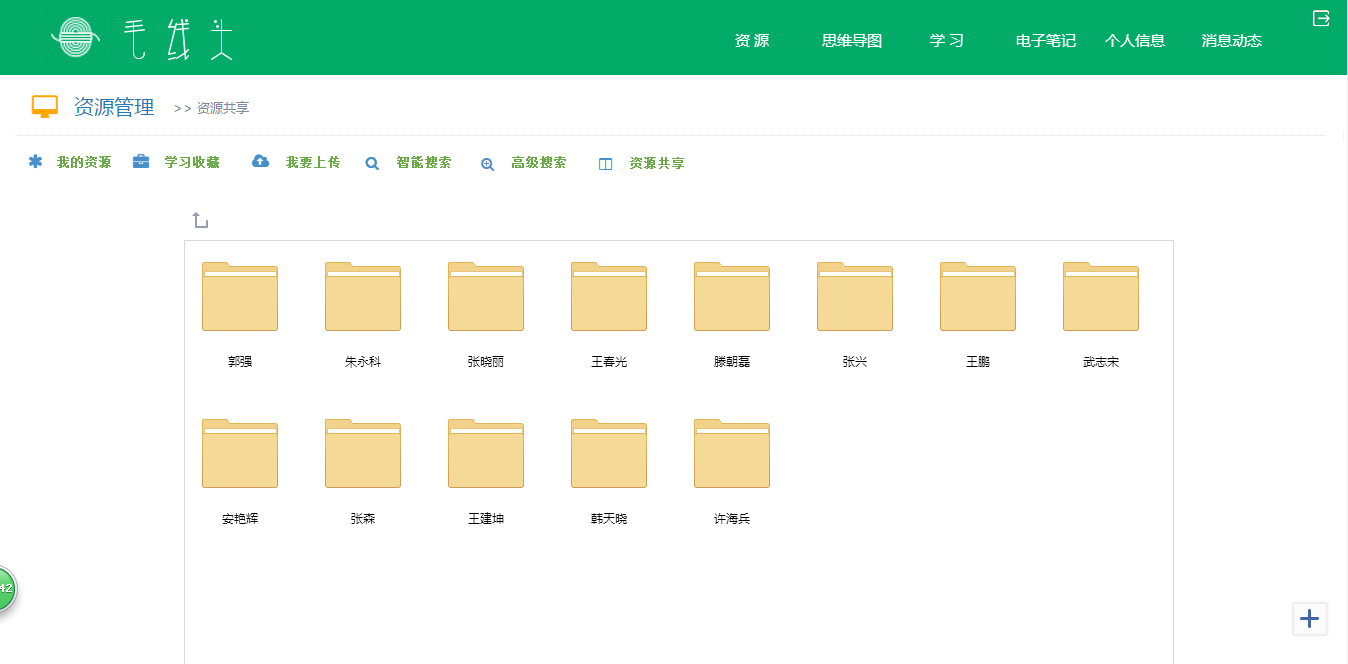 毛线头
资 源 思维导图 学 习 电子笔记 个人信息 消息动态
资源管理 >> 资源共享
我的资源 学习收藏 我要上传 智能搜索 高级搜索 资源共享
郭强 朱永科 张晓丽 王春光 滕朝磊 张兴 王鹏 武志宋
安艳辉 张森 王建坤 韩天晓 许海兵
42